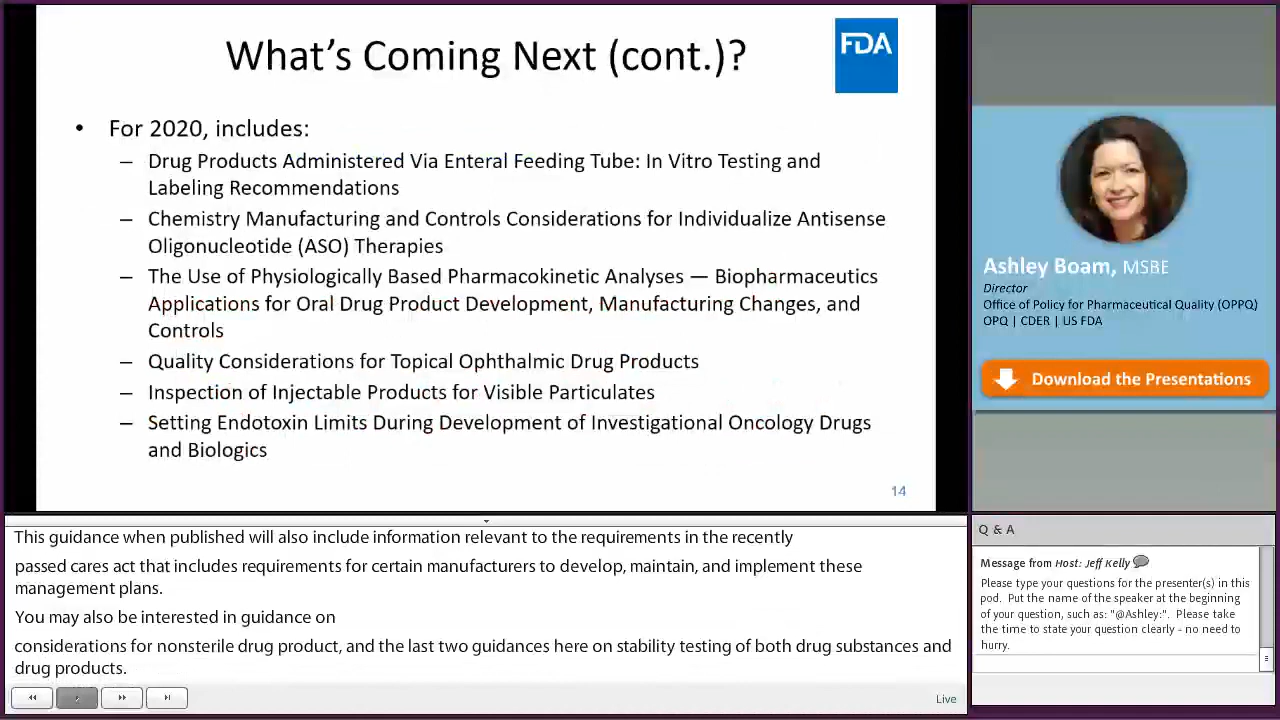 What's Coming Next (cont.)?
FDA
• For 2020, includes:
– Drug Products Administered Via Enteral Feeding Tube: In Vitro Testing and
Labeling Recommendations
– Chemistry Manufacturing and Controls Considerations for Individualize Antisense
Oligonucleotide (ASO) Therapies
– The Use of Physiologically Based Pharmacokinetic Analyses — Biopharmaceutics
Applications for Oral Drug Product Development, Manufacturing Changes, and
Controls
– Quality Considerations for Topical Ophthalmic Drug Products
– Inspection of Injectable Products for Visible Particulates
– Setting Endotoxin Limits During Development of Investigational Oncology Drugs
and Biologics
14
Ashley Boam, MSBE
Director
Office of Policy for Pharmaceutical Quality (OPPQ)
OPQ | CDER | US FDA
Download the Presentations
This guidance when published will also include information relevant to the requirements in the recently
passed cares act that includes requirements for certain manufacturers to develop, maintain, and implement these
management plans.
You may also be interested in guidance on
considerations for nonsterile drug product, and the last two guidances here on stability testing of both drug substances and
drug products.
Live
Q & A
Message from Host: Jeff Kelly
Please type your questions for the presenter(s) in this
pod. Put the name of the speaker at the beginning
of your question, such as: "@Ashley:". Please take
the time to state your question clearly - no need to
hurry.